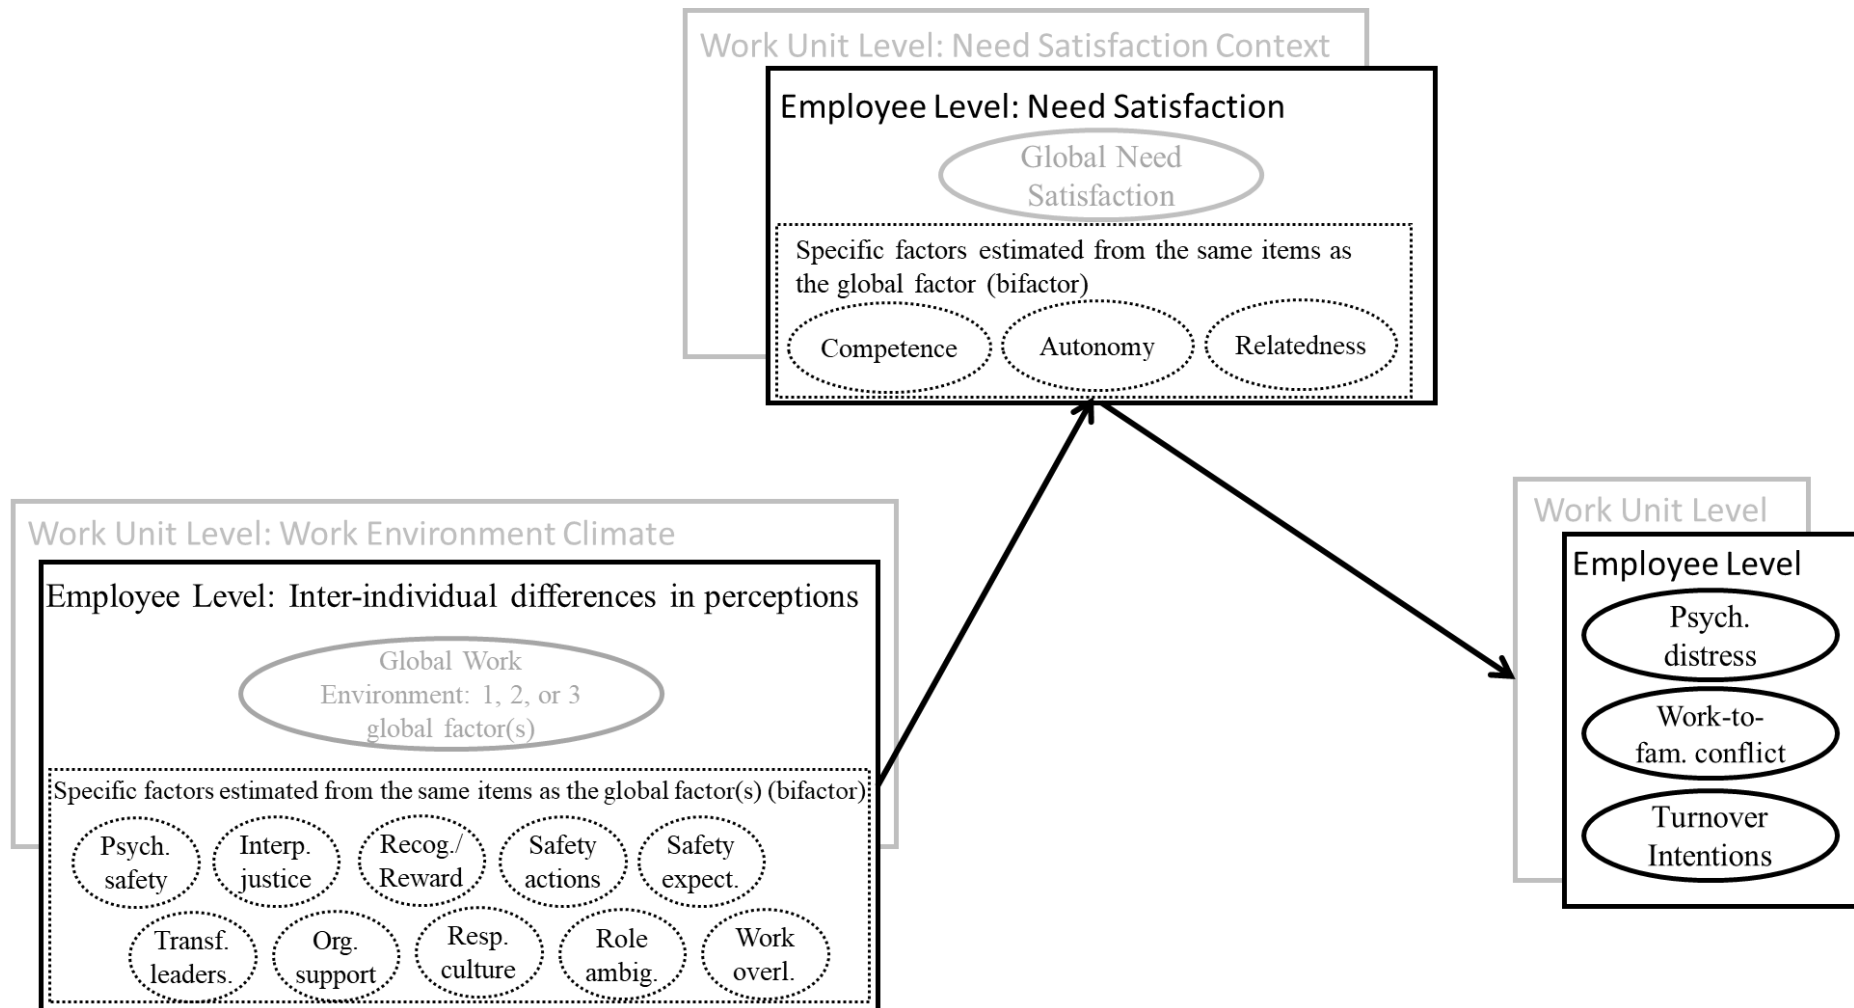 Work Unit Level: Need Satisfaction Context
Employee Level: Need Satisfaction
Global Need
Satisfaction
Specific factors estimated from the same items as
the global factor (bifactor)
Competence
Autonomy
Relatedness
Work Unit Level: Work Environment Climate
Employee Level: Inter-individual differences in perceptions
Global Work
Environment: 1, 2, or 3
global factor(s)
Specific factors estimated from the same items as the global factor(s) (bifactor)
Psych.
safety
Interp.
justice
Recog./
Reward
Safety
actions
Safety
expect.
Transf.
leaders.
Org.
support
Resp.
culture
Role
ambig.
Work
overl.
Work Unit Level
Employee Level
Psych.
distress
Work-to-
fam. conflict
Turnover
Intentions